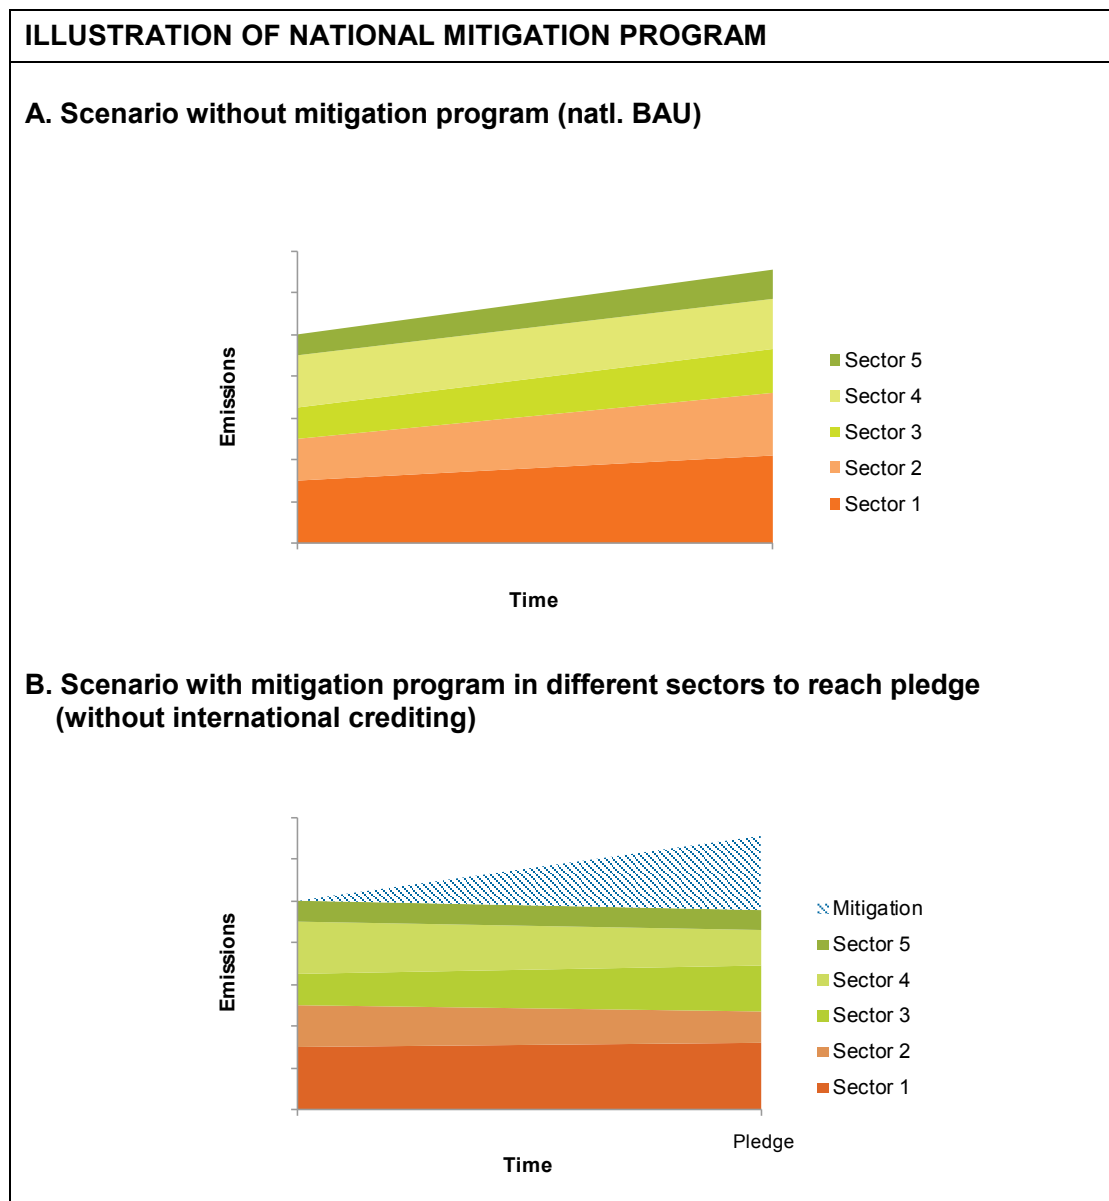 ILLUSTRATION OF NATIONAL MITIGATION PROGRAM
A. Scenario without mitigation program (natl. BAU)
Emissions
Sector 5
Sector 4
Sector 3
Sector 2
Sector 1
Time
B. Scenario with mitigation program in different sectors to reach pledge
(without international crediting)
Emissions
Mitigation
Sector 5
Sector 4
Sector 3
Sector 2
Sector 1
Pledge
Time